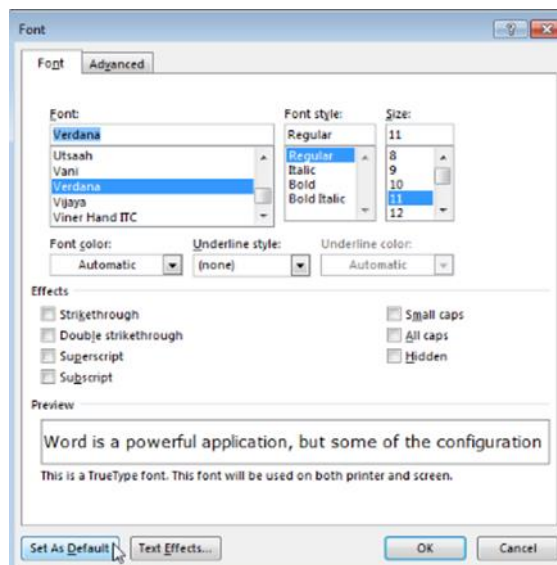 Font
Font Advanced
Font: Font style: Size:
Verdana Regular 11
Utsaah Regular 8
Vani Italic 9
Verdana Bold 10
Vijaya Bold Italic 11
Viner Hand ITC 12
Font color: Underline style: Underline color:
Automatic (none) Automatic
Effects
Strikethrough Small caps
Double strikethrough All caps
Superscript Hidden
Subscript
Preview
Word is a powerful application, but some of the configuration
This is a TrueType font. This font will be used on both printer and screen.
Set As Default Text Effects... OK Cancel